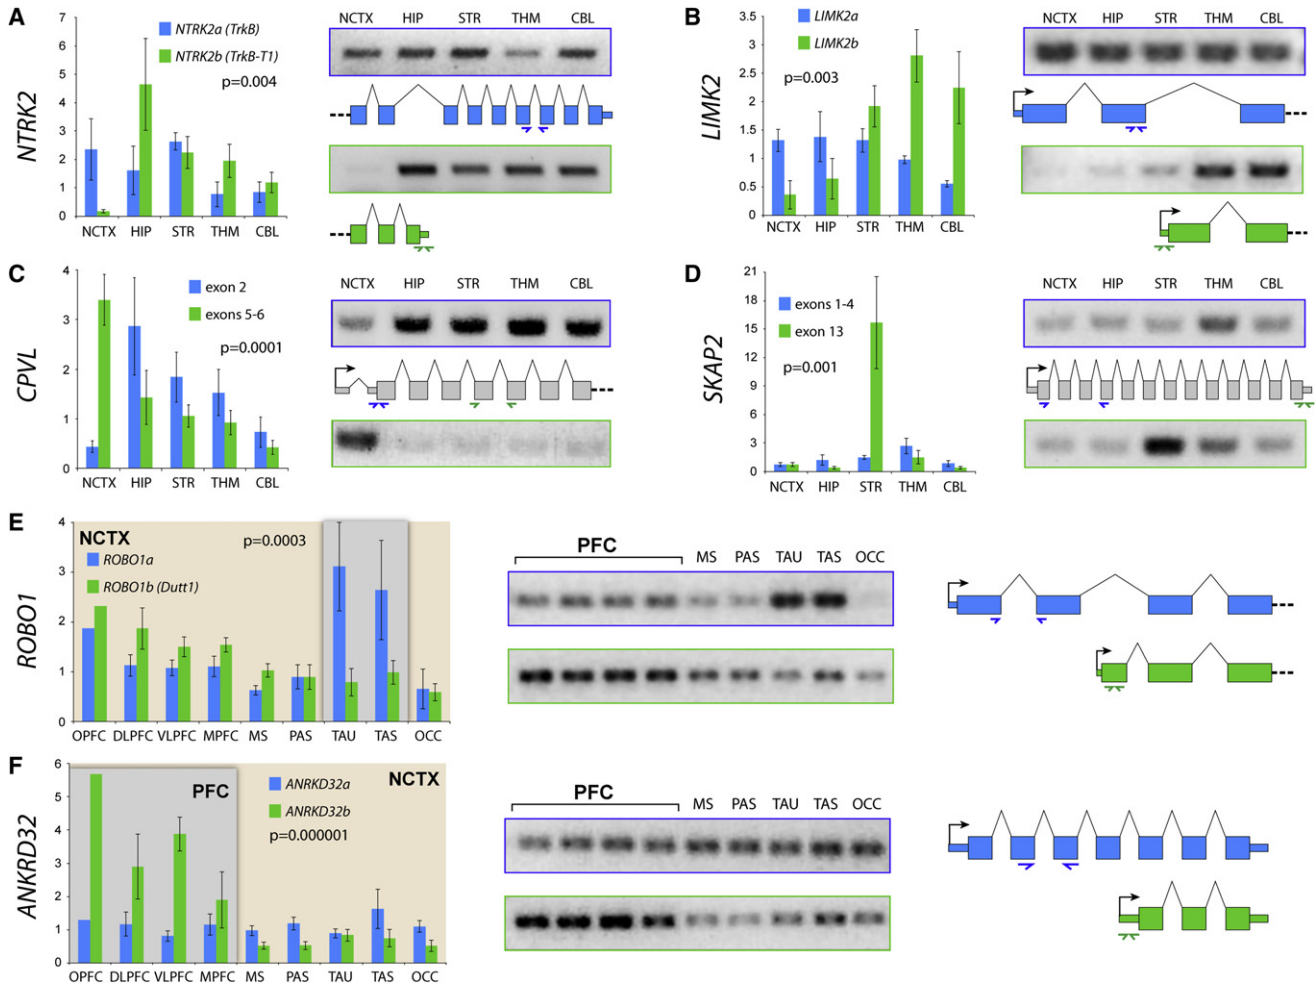 A
NTRK2
7
6
5
4
3
2
1
0
NTRK2a (TrkB)
NTRK2b (TrkB-T1)
p=0.004
NCTX HIP STR THM CBL
NCTX HIP STR THM CBL
B
LIMK2
3.5
3
2.5
2
1.5
1
0.5
0
LIMK2a
LIMK2b
p=0.003
NCTX HIP STR THM CBL
NCTX HIP STR THM CBL
C
CPVL
4
3
2
1
0
exon 2
exons 5-6
p=0.0001
NCTX HIP STR THM CBL
NCTX HIP STR THM CBL
D
SKAP2
21
18
15
12
9
6
3
0
exons 1-4
exon 13
p=0.001
NCTX HIP STR THM CBL
NCTX HIP STR THM CBL
E
ROBO1
4
3
2
1
0
NCTX
ROBO1a
ROBO1b (Dutt1)
p=0.0003
OPFC DLPFC VLPFC MPFC MS PAS TAU TAS OCC
PFC MS PAS TAU TAS OCC
F
ANKRD32
6
5
4
3
2
1
0
PFC
ANRKD32a
ANRKD32b
p=0.000001
NCTX
OPFC DLPFC VLPFC MPFC MS PAS TAU TAS OCC
PFC MS PAS TAU TAS OCC